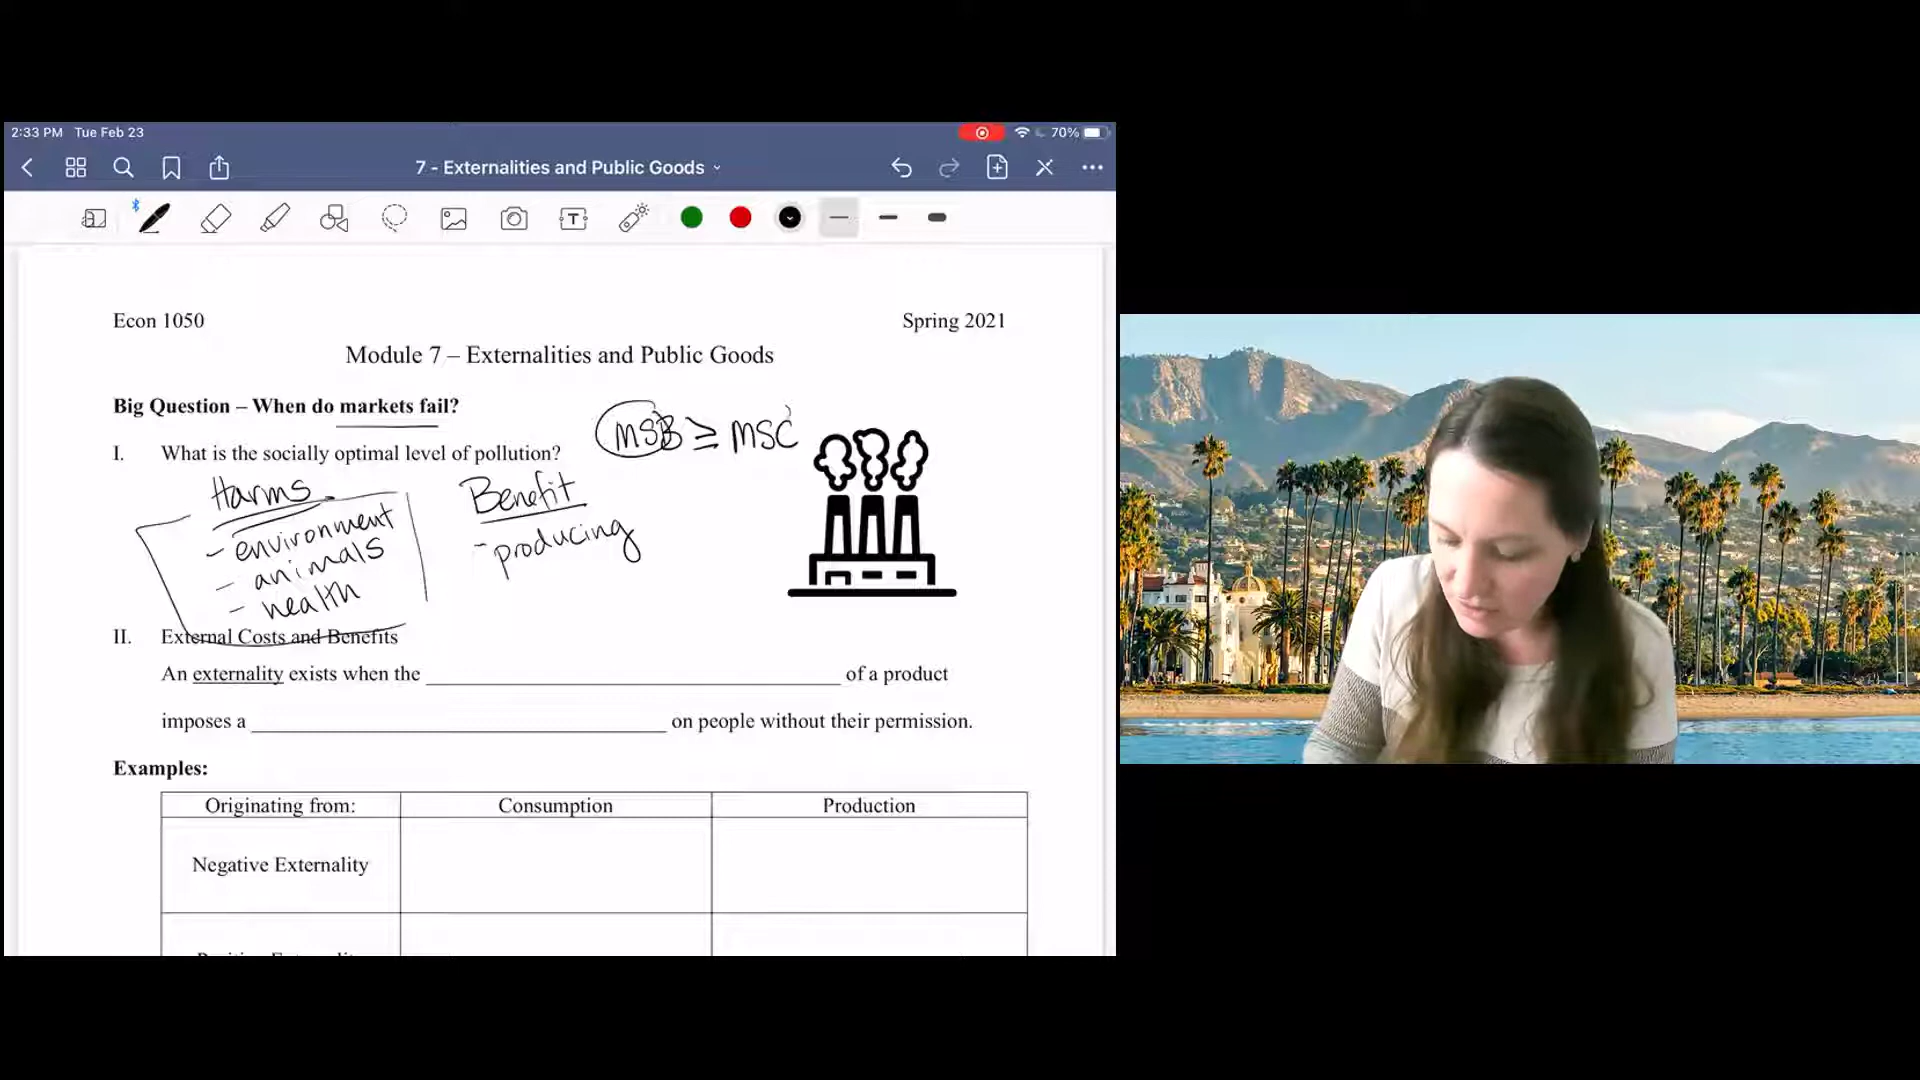 2:33 PM Tue Feb 23
70%
7 - Externalities and Public Goods
Econ 1050 Spring 2021
Module 7 – Externalities and Public Goods
Big Question – When do markets fail?
MSB ≥ MSC
I. What is the socially optimal level of pollution?
Harms Benefit
- environment - producing
- animals
- health
II. External Costs and Benefits
An externality exists when the ______ of a product
imposes a ______ on people without their permission.
Examples:
Originating from: Consumption Production
Negative Externality